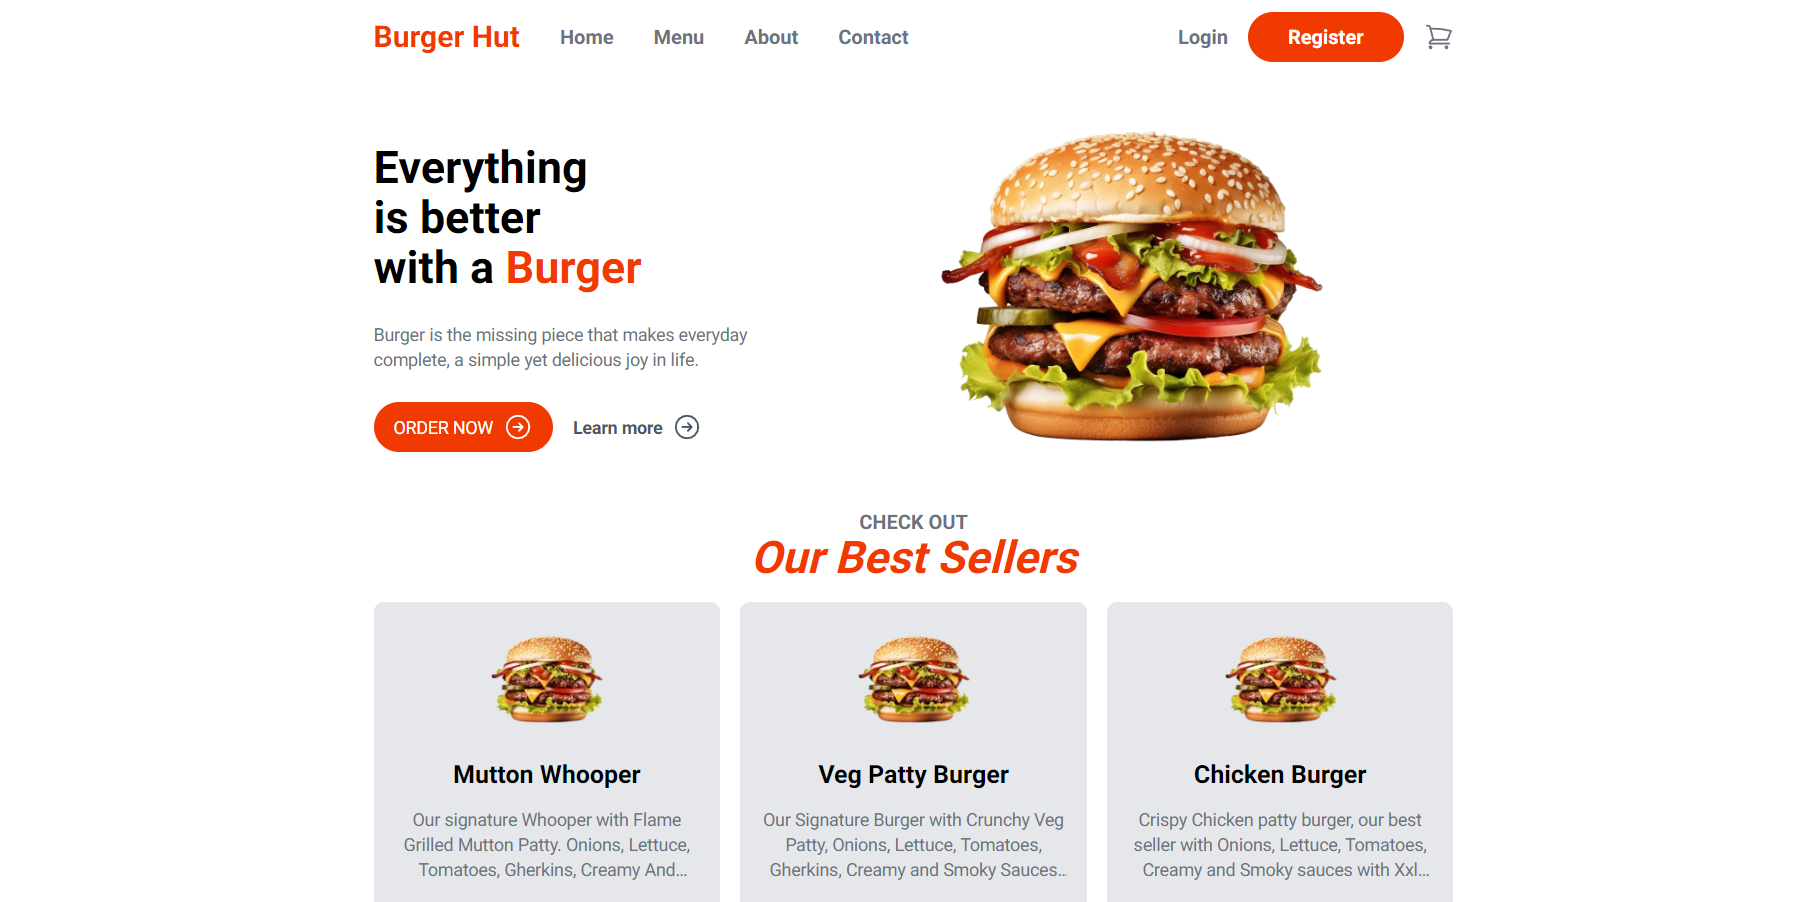 Burger Hut Home Menu About Contact Login Register
Everything
is better
with a Burger
Burger is the missing piece that makes everyday
complete, a simple yet delicious joy in life.
ORDER NOW Learn more
CHECK OUT
Our Best Sellers
Mutton Whooper
Our signature Whooper with Flame
Grilled Mutton Patty. Onions, Lettuce,
Tomatoes, Gherkins, Creamy And...
Veg Patty Burger
Our Signature Burger with Crunchy Veg
Patty, Onions, Lettuce, Tomatoes,
Gherkins, Creamy and Smoky Sauces...
Chicken Burger
Crispy Chicken patty burger, our best
seller with Onions, Lettuce, Tomatoes,
Creamy and Smoky sauces with Xxl...